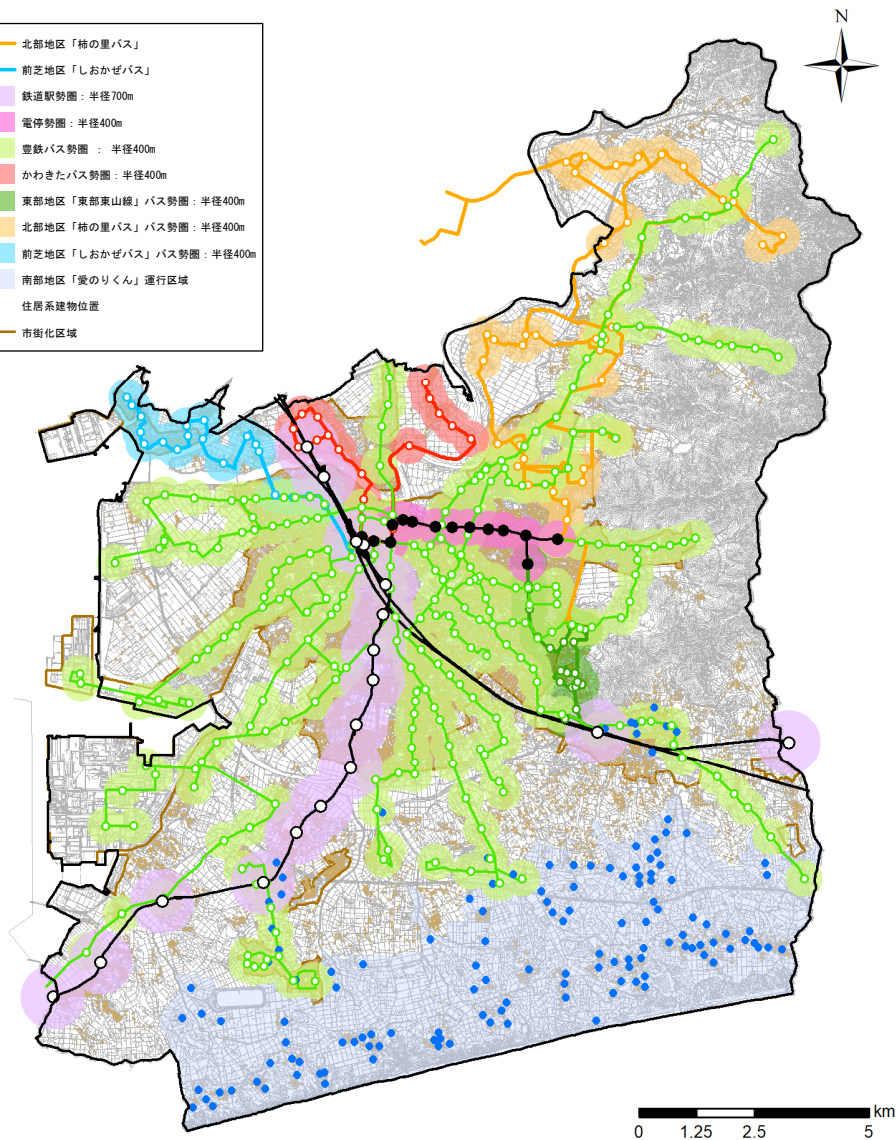 N
北部地区「柿の里バス」
前芝地区「しおかぜバス」
鉄道駅勢圏：半径700m
電停勢圏：半径400m
豊鉄バス勢圏 ： 半径400m
かわきたバス勢圏：半径400m
東部地区「東部東山線」バス勢圏：半径400m
北部地区「柿の里バス」バス勢圏：半径400m
前芝地区「しおかぜバス」バス勢圏：半径400m
南部地区「愛のりくん」運行区域
住居系建物位置
市街化区域
km
0 1.25 2.5 5